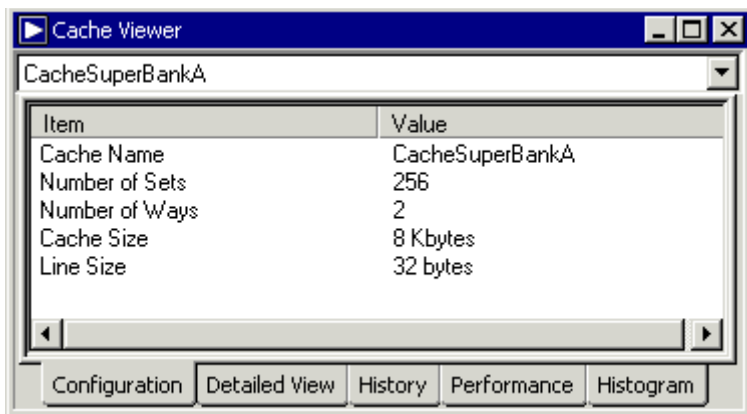 Cache Viewer
CacheSuperBankA
Item Value
Cache Name CacheSuperBankA
Number of Sets 256
Number of Ways 2
Cache Size 8 Kbytes
Line Size 32 bytes
Configuration Detailed View History Performance Histogram